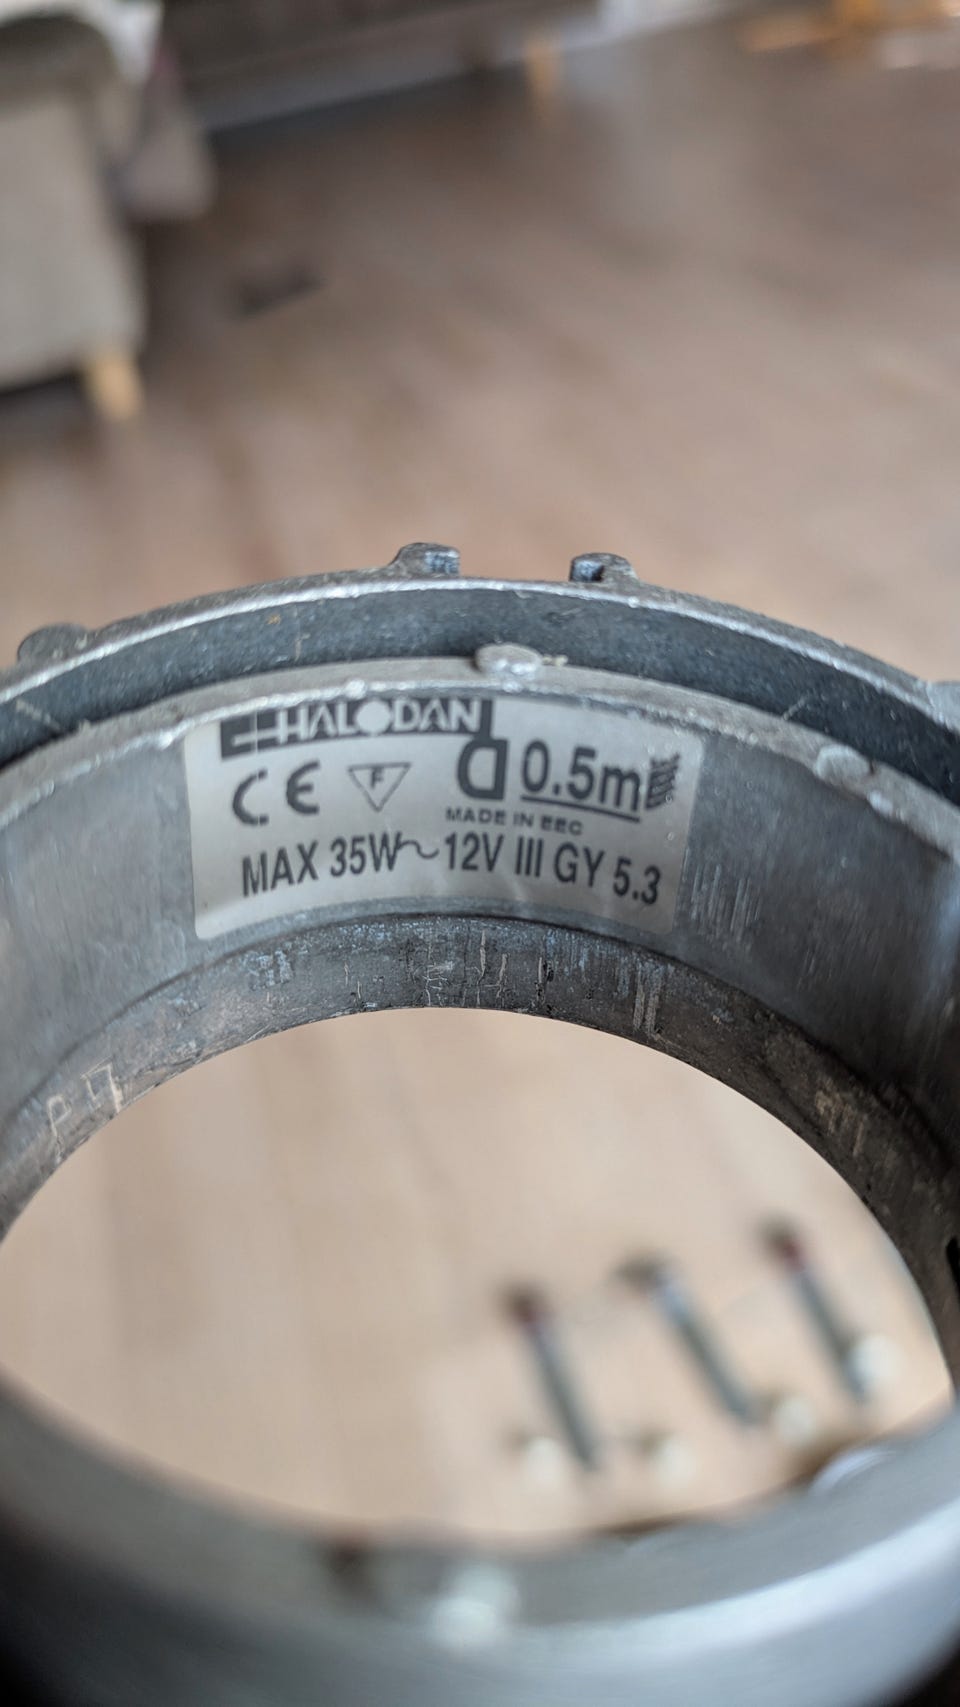 HALODAN
CE F D 0.5m
MADE IN EEC
MAX 35W~12V III GY 5.3